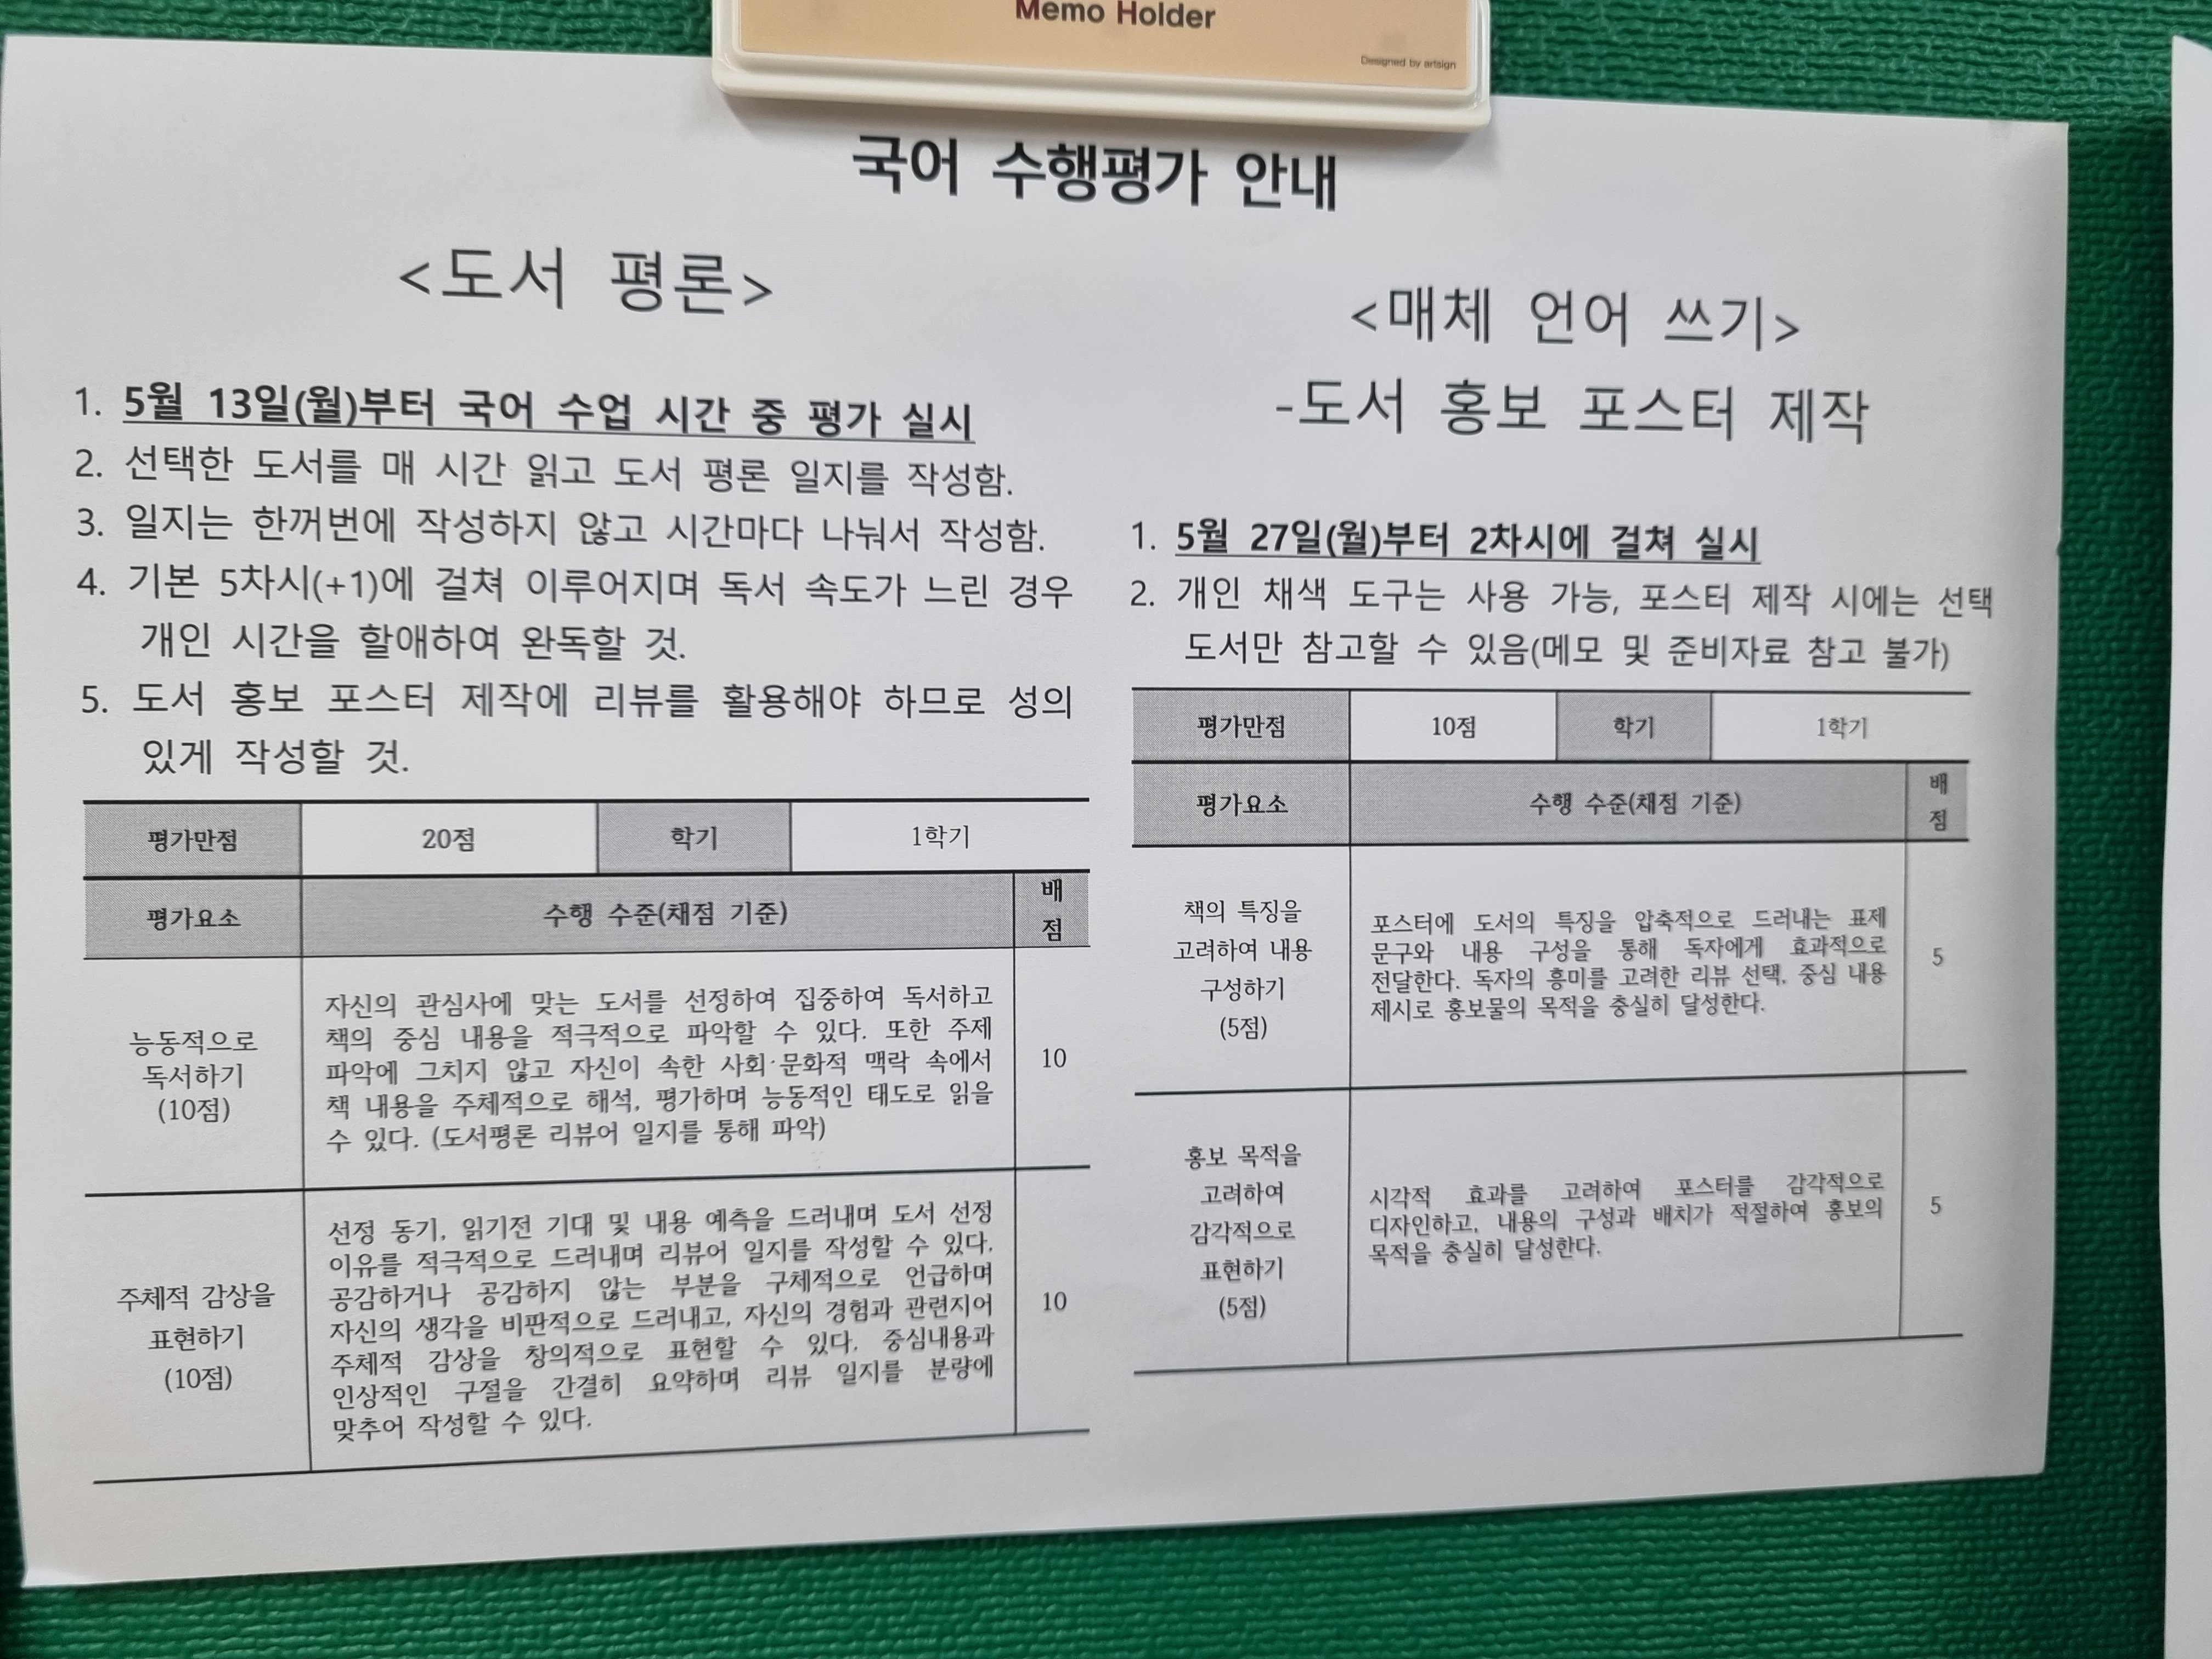 Memo Holder
Designed by artsign
국어 수행평가 안내
<도서 평론>
1. 5월 13일(월)부터 국어 수업 시간 중 평가 실시
2. 선택한 도서를 매 시간 읽고 도서 평론 일지를 작성함.
3. 일지는 한꺼번에 작성하지 않고 시간마다 나눠서 작성함.
4. 기본 5차시(+1)에 걸쳐 이루어지며 독서 속도가 느린 경우
개인 시간을 할애하여 완독할 것.
5. 도서 홍보 포스터 제작에 리뷰를 활용해야 하므로 성의
있게 작성할 것.
평가만점 20점 학기 1학기
평가요소 수행 수준(채점 기준) 배
점
능동적으로
독서하기
(10점)
자신의 관심사에 맞는 도서를 선정하여 집중하여 독서하고
책의 중심 내용을 적극적으로 파악할 수 있다. 또한 주제
파악에 그치지 않고 자신이 속한 사회·문화적 맥락 속에서
책 내용을 주체적으로 해석, 평가하며 능동적인 태도로 읽을
수 있다. (도서평론 리뷰어 일지를 통해 파악)
10
주체적 감상을
표현하기
(10점)
선정 동기, 읽기전 기대 및 내용 예측을 드러내며 도서 선정
이유를 적극적으로 드러내며 리뷰어 일지를 작성할 수 있다.
공감하거나 공감하지 않는 부분을 구체적으로 언급하며
자신의 생각을 비판적으로 드러내고, 자신의 경험과 관련지어
주체적 감상을 창의적으로 표현할 수 있다. 중심내용과
인상적인 구절을 간결히 요약하며 리뷰 일지를 분량에
맞추어 작성할 수 있다.
10
<매체 언어 쓰기>
-도서 홍보 포스터 제작
1. 5월 27일(월)부터 2차시에 걸쳐 실시
2. 개인 채색 도구는 사용 가능, 포스터 제작 시에는 선택
도서만 참고할 수 있음(메모 및 준비자료 참고 불가)
평가만점 10점 학기 1학기
평가요소 수행 수준(채점 기준) 배
점
책의 특징을
고려하여 내용
구성하기
(5점)
포스터에 도서의 특징을 압축적으로 드러내는 표제
문구와 내용 구성을 통해 독자에게 효과적으로
전달한다. 독자의 흥미를 고려한 리뷰 선택, 중심 내용
제시로 홍보물의 목적을 충실히 달성한다.
5
홍보 목적을
고려하여
감각적으로
표현하기
(5점)
시각적 효과를 고려하여 포스터를 감각적으로
디자인하고, 내용의 구성과 배치가 적절하여 홍보의
목적을 충실히 달성한다.
5